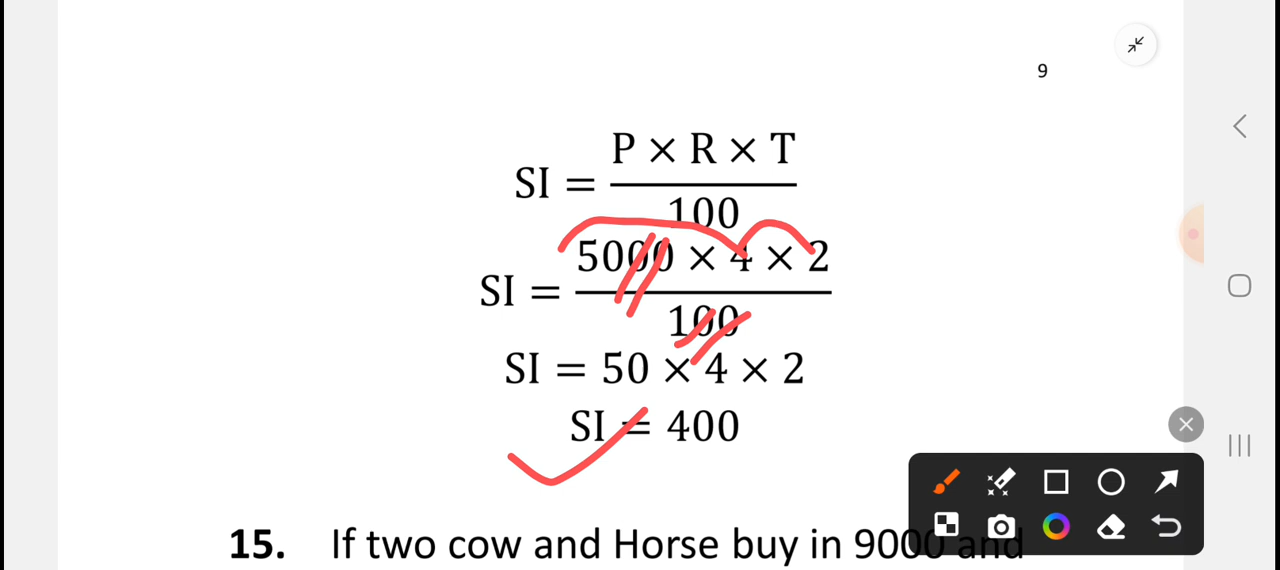 9
SI = P × R × T / 100
SI = 5000 × 4 × 2 / 100
SI = 50 × 4 × 2
SI = 400
15. If two cow and Horse buy in 9000 and